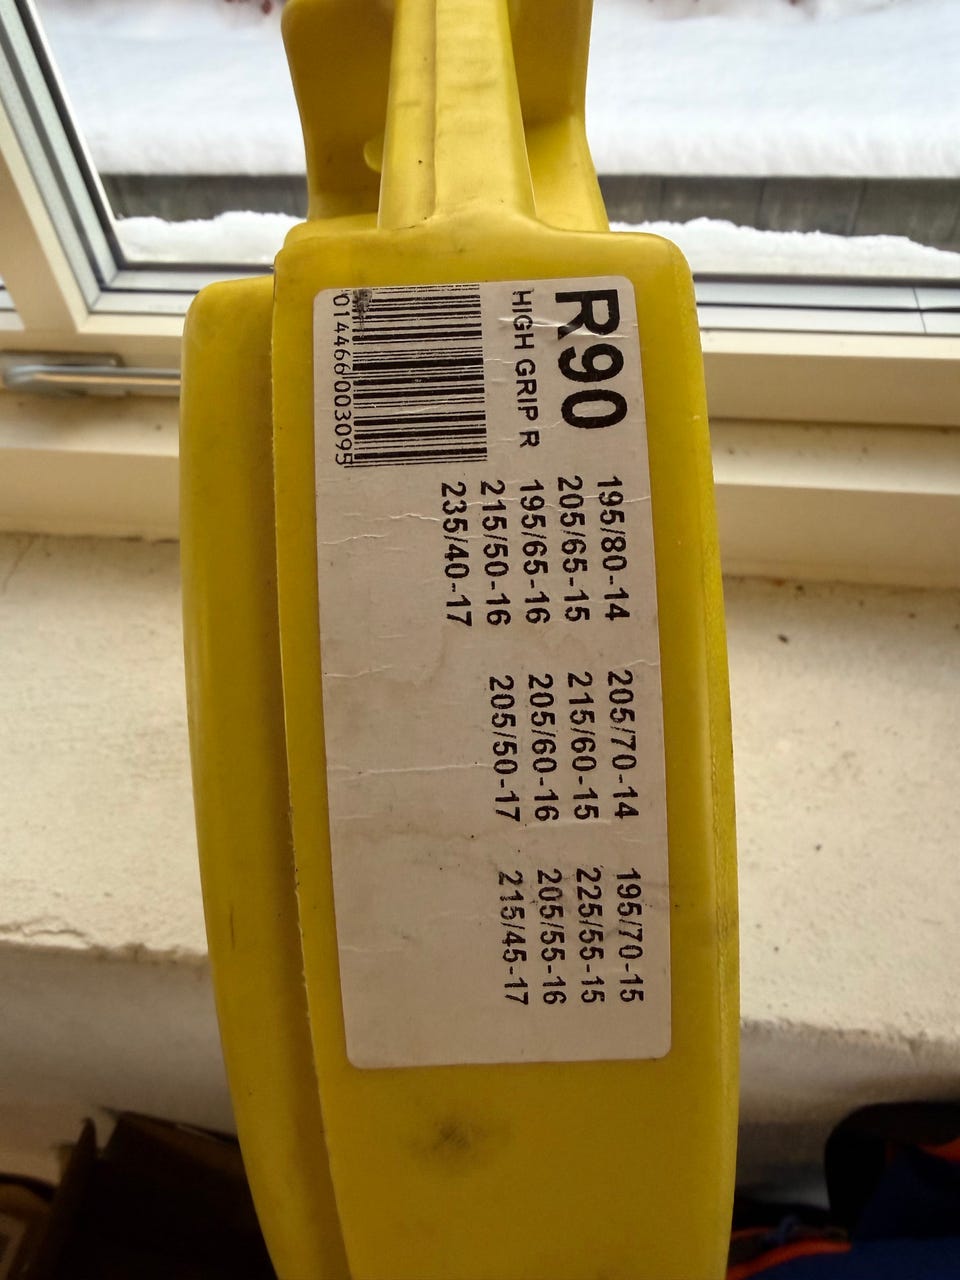 R90
HIGH GRIP R
014466003095
195/80-14 205/70-14 195/70-15
205/65-15 215/60-15 225/55-15
195/65-16 205/60-16 205/55-16
215/50-16 205/50-17 215/45-17
235/40-17